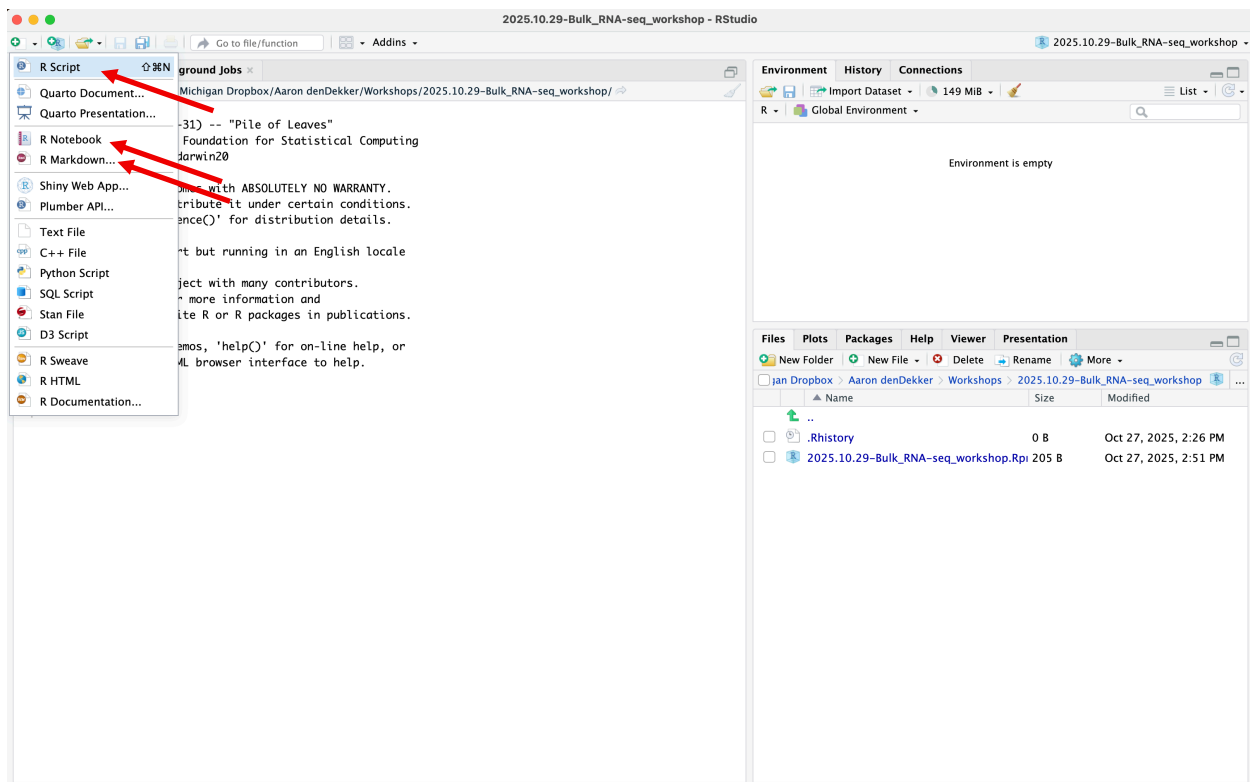 2025.10.29-Bulk_RNA-seq_workshop - RStudio
Go to file/function
Addins
2025.10.29-Bulk_RNA-seq_workshop
R Script ⇧⌘N
Quarto Document...
Quarto Presentation...
R Notebook
R Markdown...
Shiny Web App...
Plumber API...
Text File
C++ File
Python Script
SQL Script
Stan File
D3 Script
R Sweave
R HTML
R Documentation...
ground Jobs
Michigan Dropbox/Aaron denDekker/Workshops/2025.10.29-Bulk_RNA-seq_workshop/
-31) -- "Pile of Leaves"
Foundation for Statistical Computing
darwin20
omes with ABSOLUTELY NO WARRANTY.
tribute it under certain conditions.
ence()' for distribution details.
rt but running in an English locale
ject with many contributors.
r more information and
ite R or R packages in publications.
emos, 'help()' for on-line help, or
ML browser interface to help.
Environment History Connections
Import Dataset 149 MiB List
R Global Environment
Environment is empty
Files Plots Packages Help Viewer Presentation
New Folder New File Delete Rename More
gan Dropbox > Aaron denDekker > Workshops > 2025.10.29-Bulk_RNA-seq_workshop ...
Name Size Modified
..
.Rhistory 0 B Oct 27, 2025, 2:26 PM
2025.10.29-Bulk_RNA-seq_workshop.Rpr 205 B Oct 27, 2025, 2:51 PM